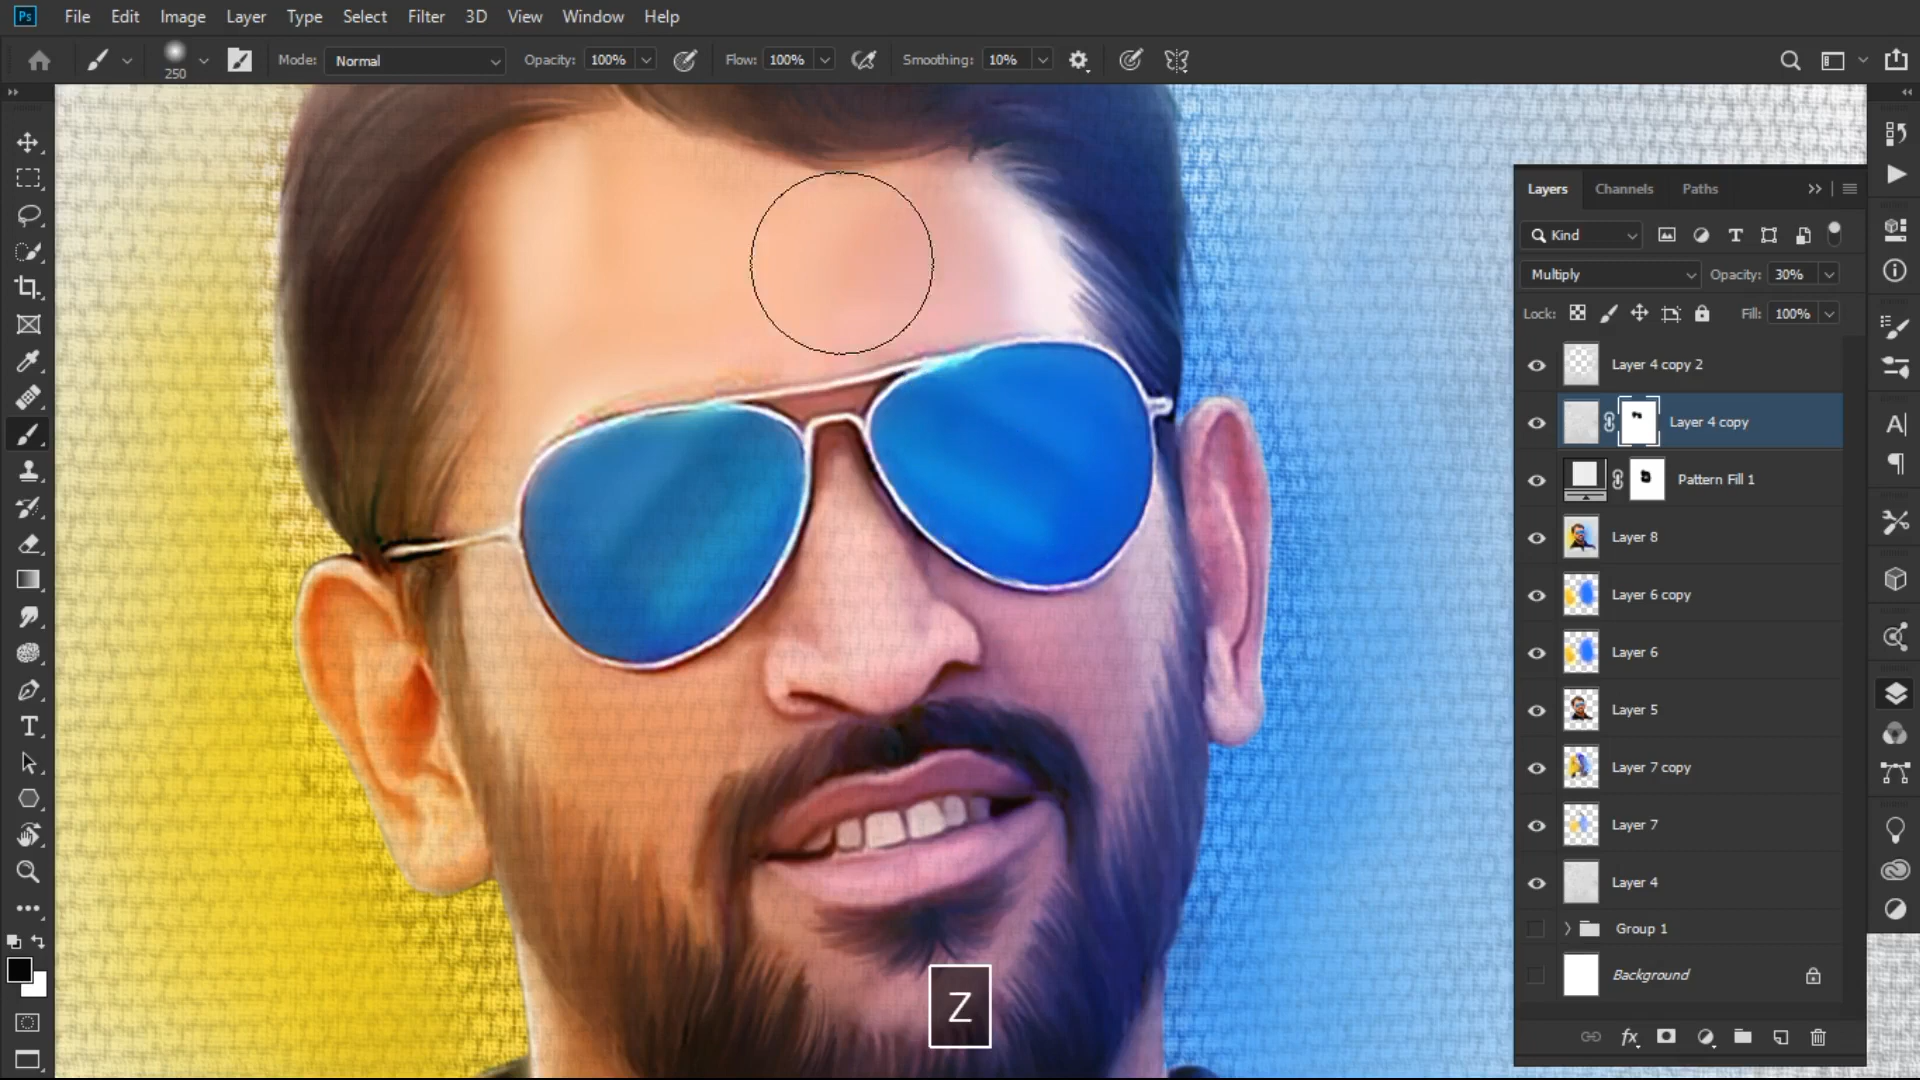 Ps File Edit Image Layer Type Select Filter 3D View Window Help
250 Mode: Normal Opacity: 100% Flow: 100% Smoothing: 10%
Layers Channels Paths
Kind
Multiply Opacity: 30%
Lock: Fill: 100%
Layer 4 copy 2
Layer 4 copy
Pattern Fill 1
Layer 8
Layer 6 copy
Layer 6
Layer 5
Layer 7 copy
Layer 7
Layer 4
Group 1
Background
fx
Z